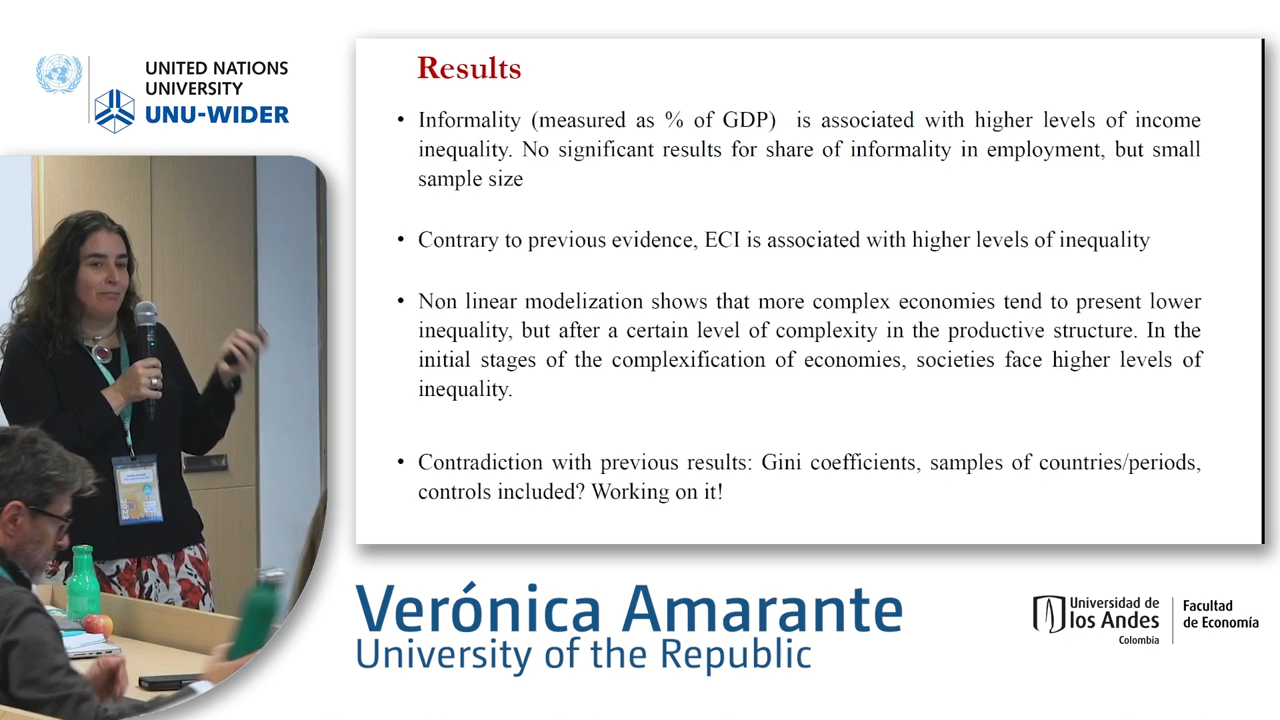 UNITED NATIONS
UNIVERSITY
UNU-WIDER
Results
• Informality (measured as % of GDP) is associated with higher levels of income
inequality. No significant results for share of informality in employment, but small
sample size
• Contrary to previous evidence, ECI is associated with higher levels of inequality
• Non linear modelization shows that more complex economies tend to present lower
inequality, but after a certain level of complexity in the productive structure. In the
initial stages of the complexification of economies, societies face higher levels of
inequality.
• Contradiction with previous results: Gini coefficients, samples of countries/periods,
controls included? Working on it!
2022
Verónica Amarante
University of the Republic
Universidad de
los Andes
Colombia
Facultad
de Economía